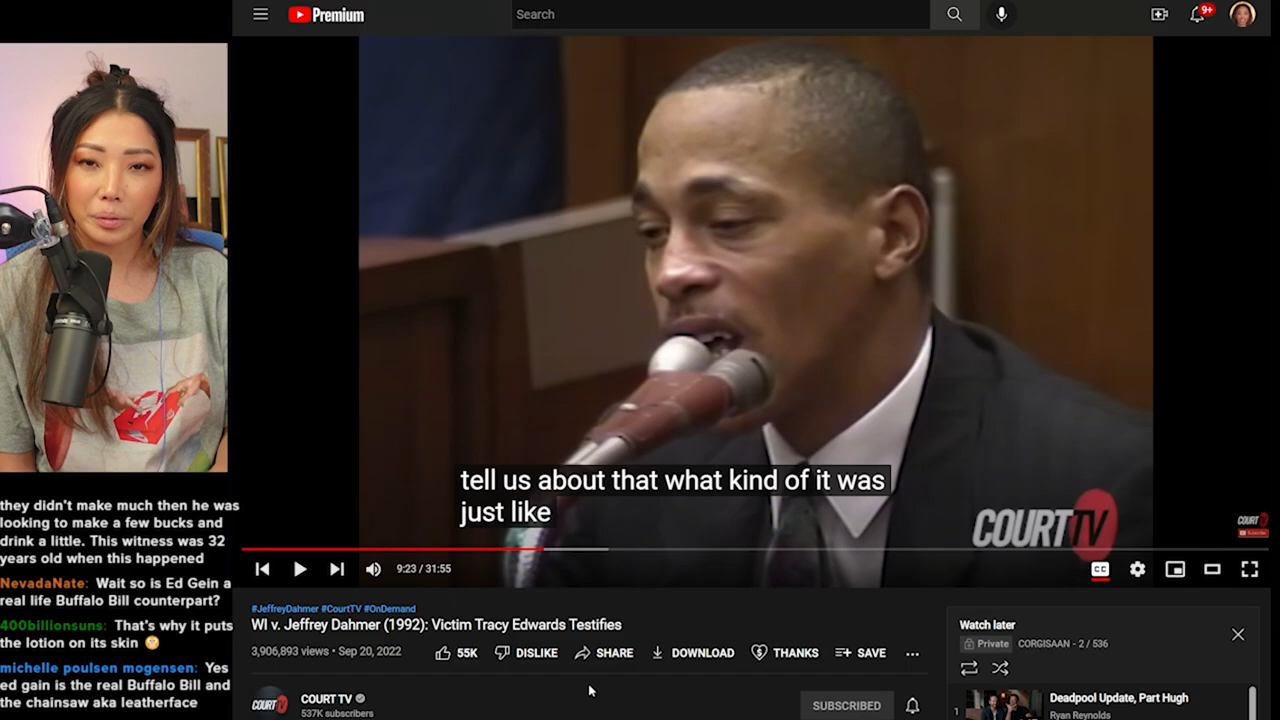 Premium
Search
9+
tell us about that what kind of it was
just like
COURT TV
COURT
9:23 / 31:55
CC
they didn't make much then he was
looking to make a few bucks and
drink a little. This witness was 32
years old when this happened
NevadaNate: Wait so is Ed Gein a
real life Buffalo Bill counterpart?
400billionsuns: That's why it puts
the lotion on its skin
michelle poulsen mogensen: Yes
ed gain is the real Buffalo Bill and
the chainsaw aka leatherface
#JeffreyDahmer #CourtTV #OnDemand
WI v. Jeffrey Dahmer (1992): Victim Tracy Edwards Testifies
3,906,893 views • Sep 20, 2022
55K
DISLIKE
SHARE
DOWNLOAD
THANKS
SAVE
COURT
COURT TV
537K subscribers
SUBSCRIBED
Watch later
Private
CORGISAAN - 2 / 536
1
Deadpool Update, Part Hugh
Ryan Reynolds